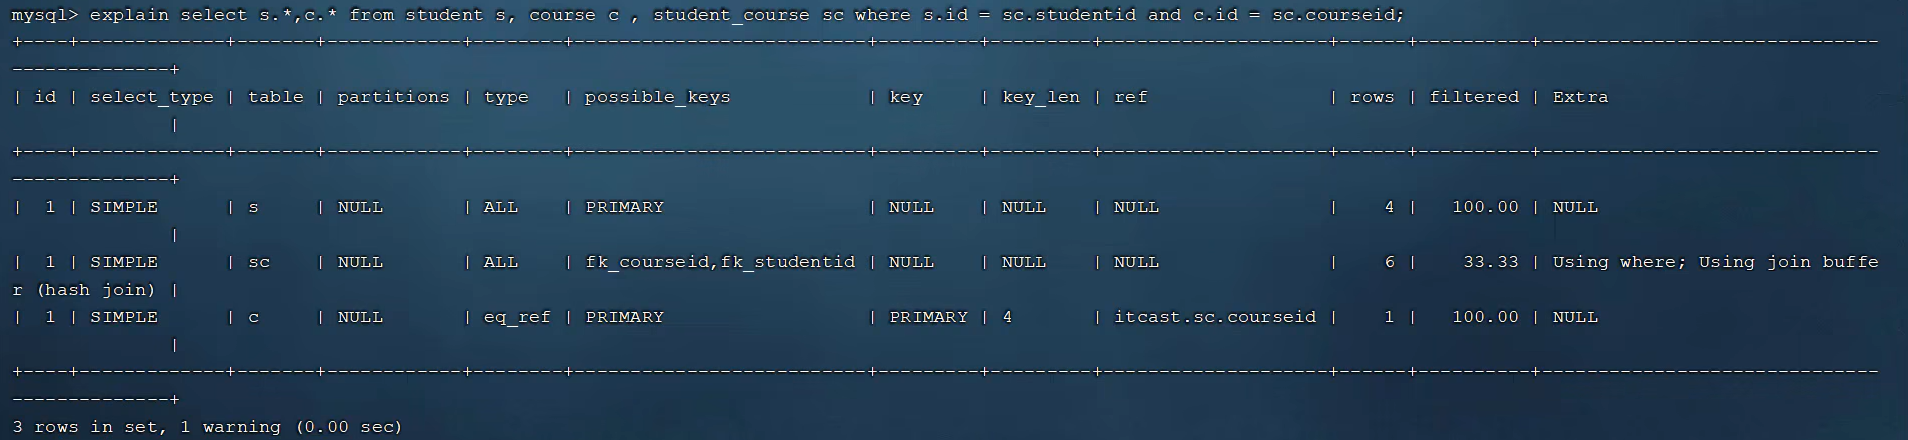 mysql> explain select s.*,c.* from student s, course c , student_course sc where s.id = sc.studentid and c.id = sc.courseid;
+----+-------------+-------+------------+--------+--------------------------+---------+---------+--------------------+------+----------+------------------------------
--------------+
| id | select_type | table | partitions | type   | possible_keys            | key     | key_len | ref                | rows | filtered | Extra
              |
+----+-------------+-------+------------+--------+--------------------------+---------+---------+--------------------+------+----------+------------------------------
--------------+
|  1 | SIMPLE      | s     | NULL       | ALL    | PRIMARY                  | NULL    | NULL    | NULL               |    4 |   100.00 | NULL
              |
|  1 | SIMPLE      | sc    | NULL       | ALL    | fk_courseid,fk_studentid | NULL    | NULL    | NULL               |    6 |    33.33 | Using where; Using join buffe
r (hash join) |
|  1 | SIMPLE      | c     | NULL       | eq_ref | PRIMARY                  | PRIMARY | 4       | itcast.sc.courseid |    1 |   100.00 | NULL
              |
+----+-------------+-------+------------+--------+--------------------------+---------+---------+--------------------+------+----------+------------------------------
--------------+
3 rows in set, 1 warning (0.00 sec)